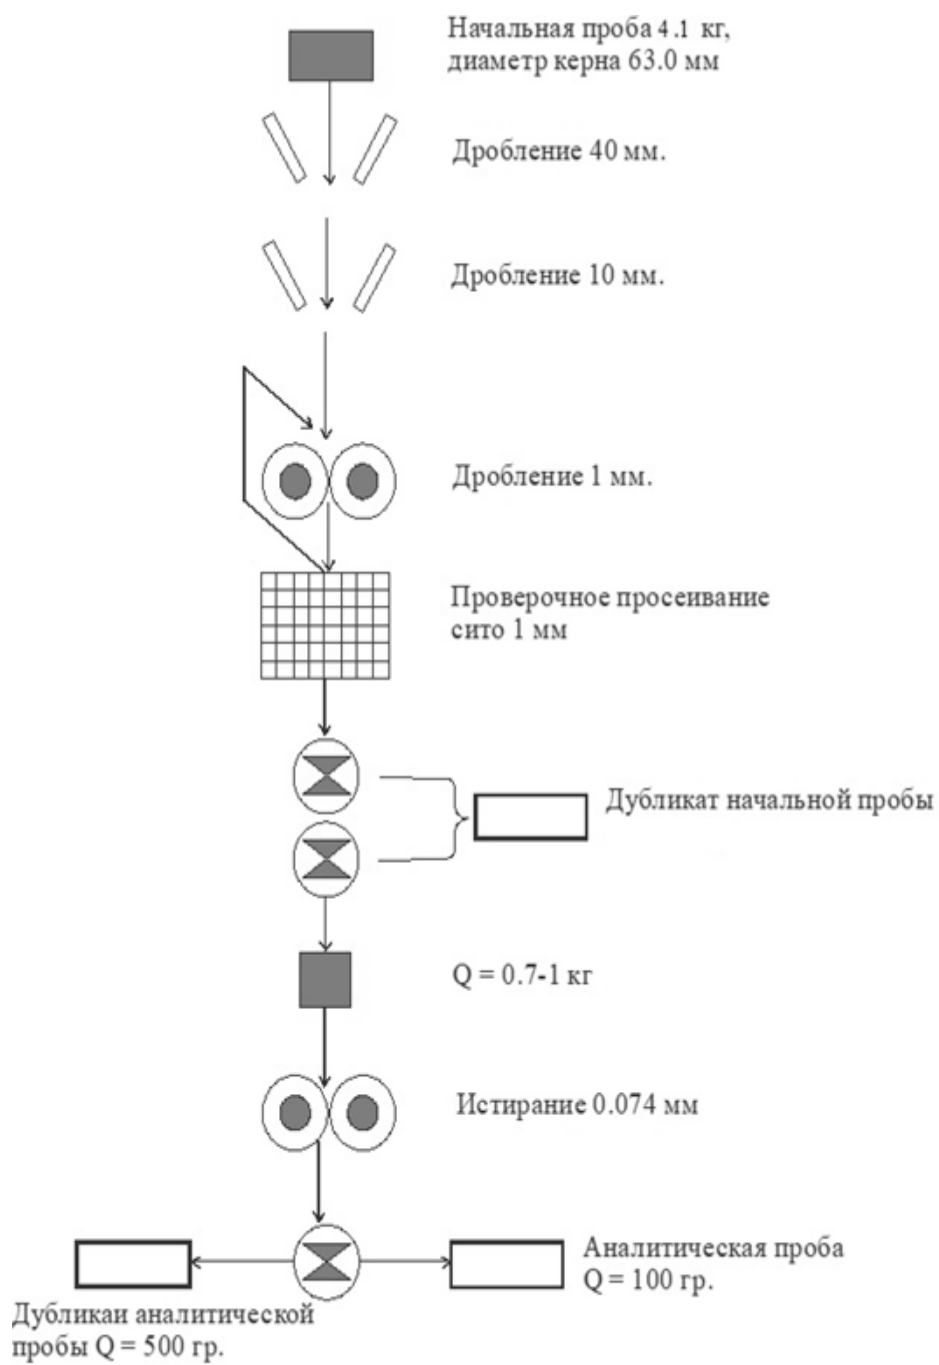 Начальная проба 4.1 кг,
диаметр керна 63.0 мм
Дробление 40 мм.
Дробление 10 мм.
Дробление 1 мм.
Проверочное просеивание
сито 1 мм
Дубликат начальной пробы
Q = 0.7-1 кг
Истирание 0.074 мм
Аналитическая проба
Q = 100 гр.
Дубликаи аналитической
пробы Q = 500 гр.